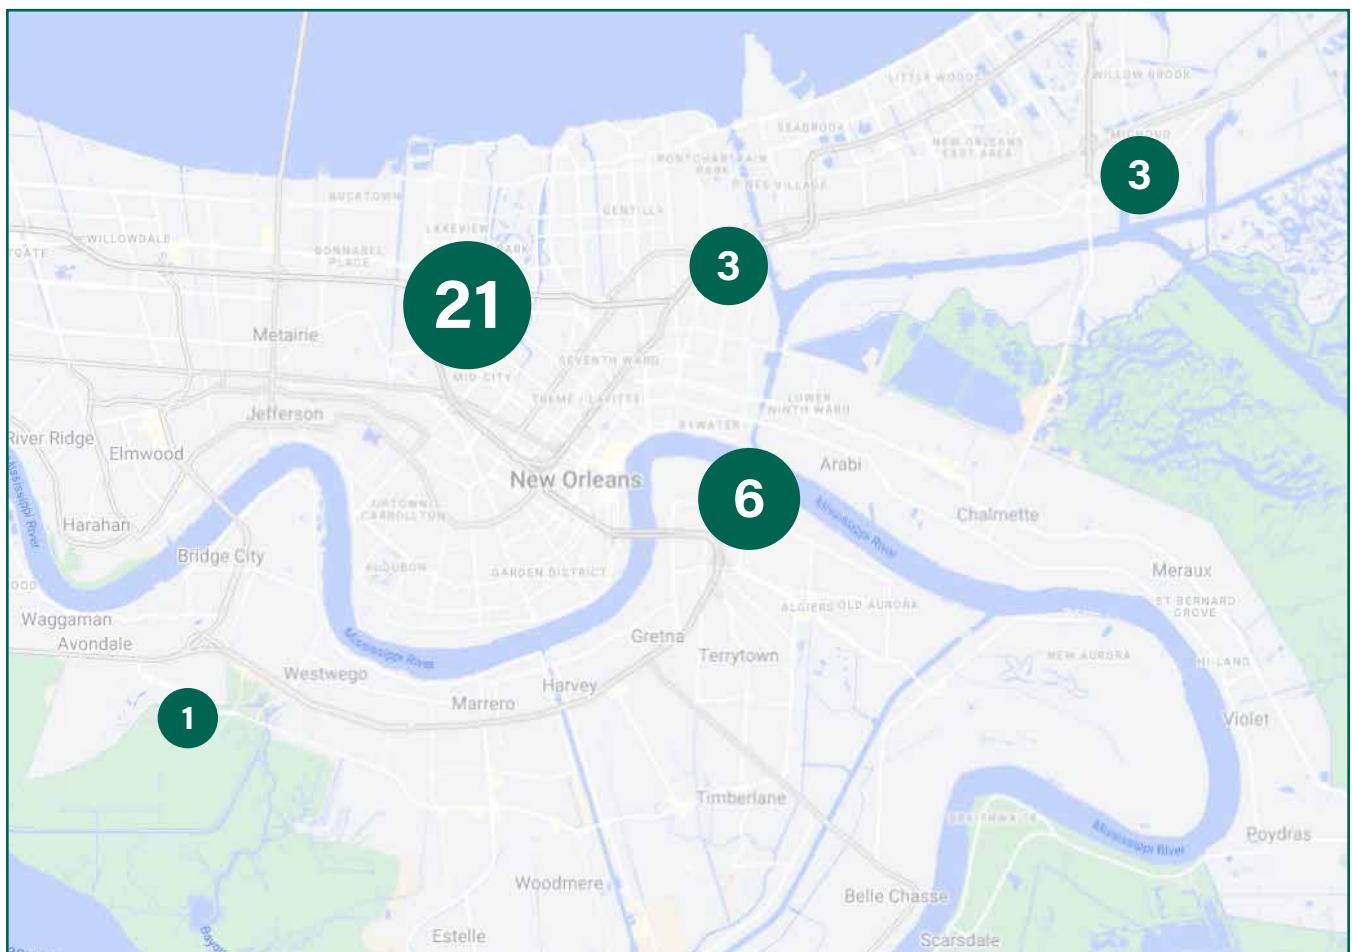 LITTLE WOODS
WILLOW BROOK
SEABROOK
MICHOUD
NEW ORLEANS
EAST AREA
PONTCHARTRAIN
PARK
3
PINES VILLAGE
BUCKTOWN
GENTILLY
LAKEVIEW
WILLOWDALE
PARK
BONNABEL
PLACE
3
21
Metairie
SEVENTH WARD
MID-CITY
TREME - LAFITTE
LOWER
NINTH WARD
Jefferson
BYWATER
River Ridge
Elmwood
Arabi
New Orleans
6
Mississippi River
UPTOWN
CARROLLTON
Mississippi River
Chalmette
Harahan
Bridge City
AUDUBON
GARDEN DISTRICT
Meraux
ST BERNARD
GROVE
ALGIERS
OLD AURORA
Waggaman
Avondale
Gretna
Mississippi River
Terrytown
NEW AURORA
HI-LAND
Westwego
Harvey
Marrero
1
Violet
Timberlane
BRAITHWAITE
Mississippi River
Poydras
Woodmere
Belle Chasse
Estelle
Scarsdale